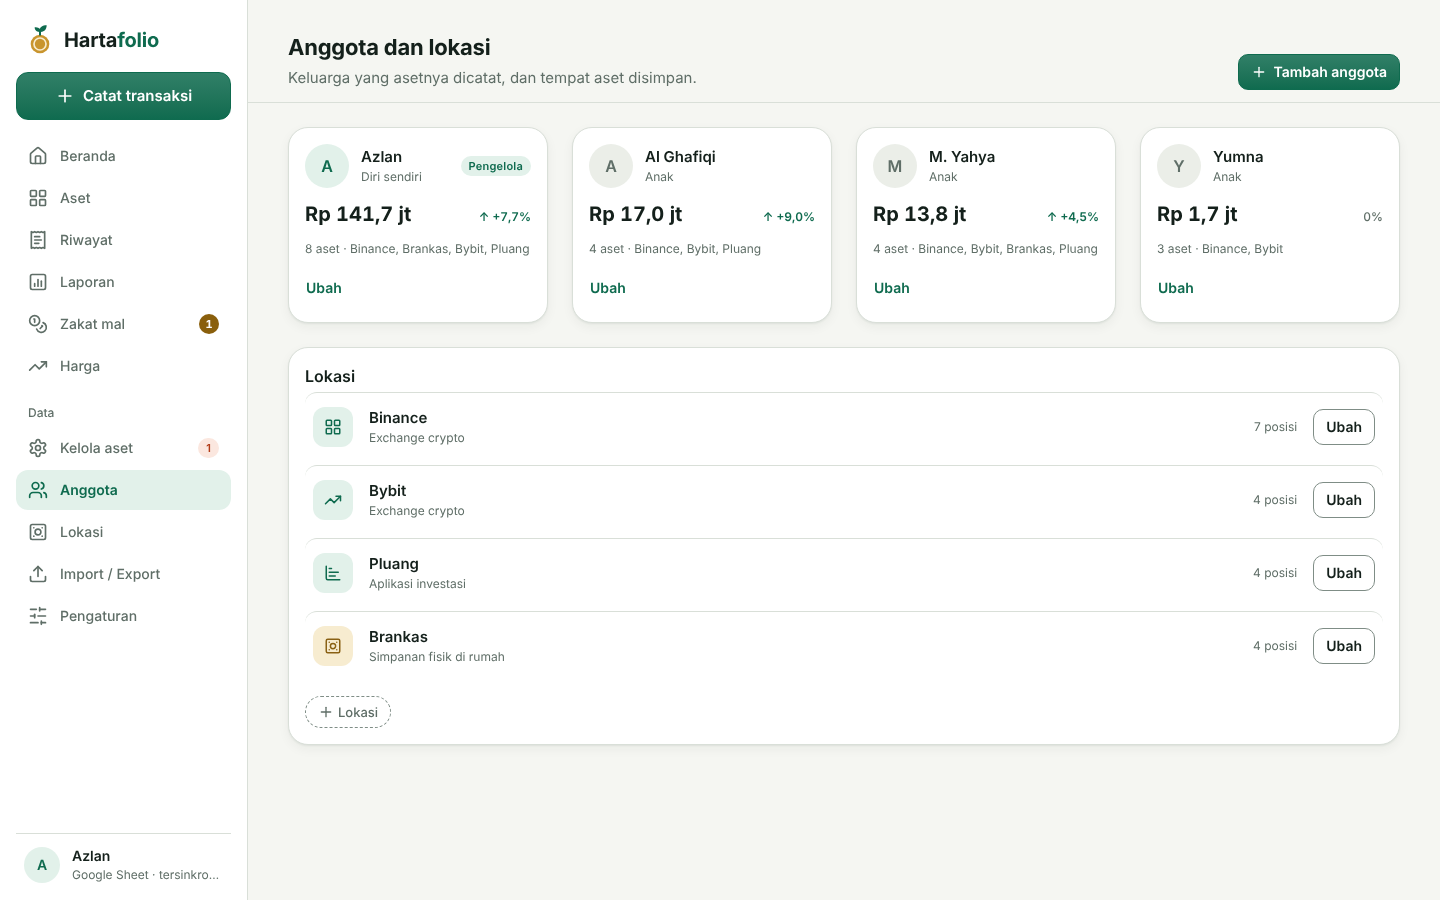 Hartafolio
Catat transaksi
Beranda
Aset
Riwayat
Laporan
Zakat mal 1
Harga
Data
Kelola aset 1
Anggota
Lokasi
Import / Export
Pengaturan
A
Azlan
Google Sheet · tersinkro...
Anggota dan lokasi
Keluarga yang asetnya dicatat, dan tempat aset disimpan.
Tambah anggota
A
Azlan
Diri sendiri
Pengelola
Rp 141,7 jt
↑ +7,7%
8 aset · Binance, Brankas, Bybit, Pluang
Ubah
A
Al Ghafiqi
Anak
Rp 17,0 jt
↑ +9,0%
4 aset · Binance, Bybit, Pluang
Ubah
M
M. Yahya
Anak
Rp 13,8 jt
↑ +4,5%
4 aset · Binance, Bybit, Brankas, Pluang
Ubah
Y
Yumna
Anak
Rp 1,7 jt
0%
3 aset · Binance, Bybit
Ubah
Lokasi
Binance
Exchange crypto
7 posisi
Ubah
Bybit
Exchange crypto
4 posisi
Ubah
Pluang
Aplikasi investasi
4 posisi
Ubah
Brankas
Simpanan fisik di rumah
4 posisi
Ubah
Lokasi